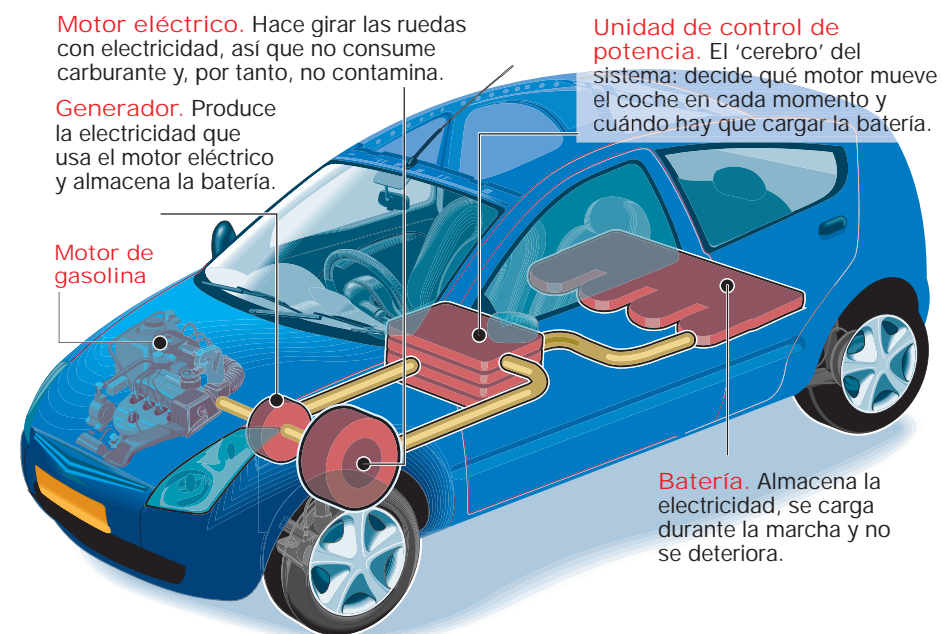 Motor eléctrico. Hace girar las ruedas
con electricidad, así que no consume
carburante y, por tanto, no contamina.
Generador. Produce
la electricidad que
usa el motor eléctrico
y almacena la batería.
Motor de
gasolina
Unidad de control de
potencia. El ‘cerebro’ del
sistema: decide qué motor mueve
el coche en cada momento y
cuándo hay que cargar la batería.
Batería. Almacena la
electricidad, se carga
durante la marcha y no
se deteriora.